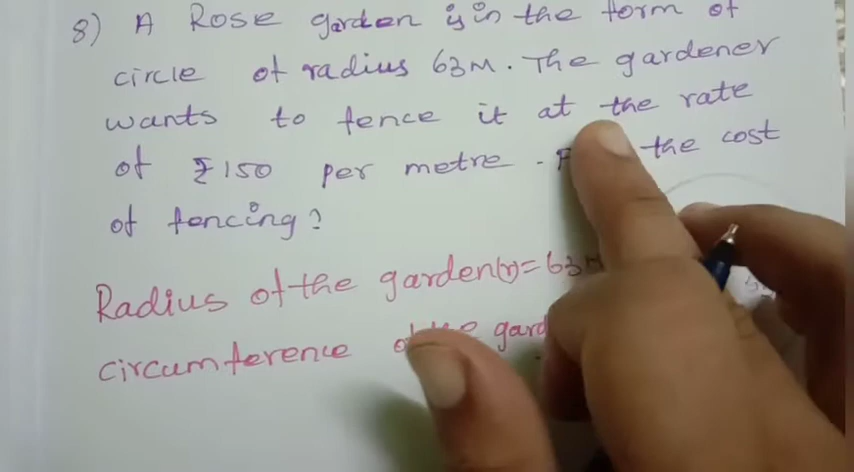 8) A Rose garden is in the form of
circle of radius 63M. The gardener
wants to fence it at the rate
of ₹150 per metre. the cost
of fencing?
Radius of the garden(r)=63
circumference